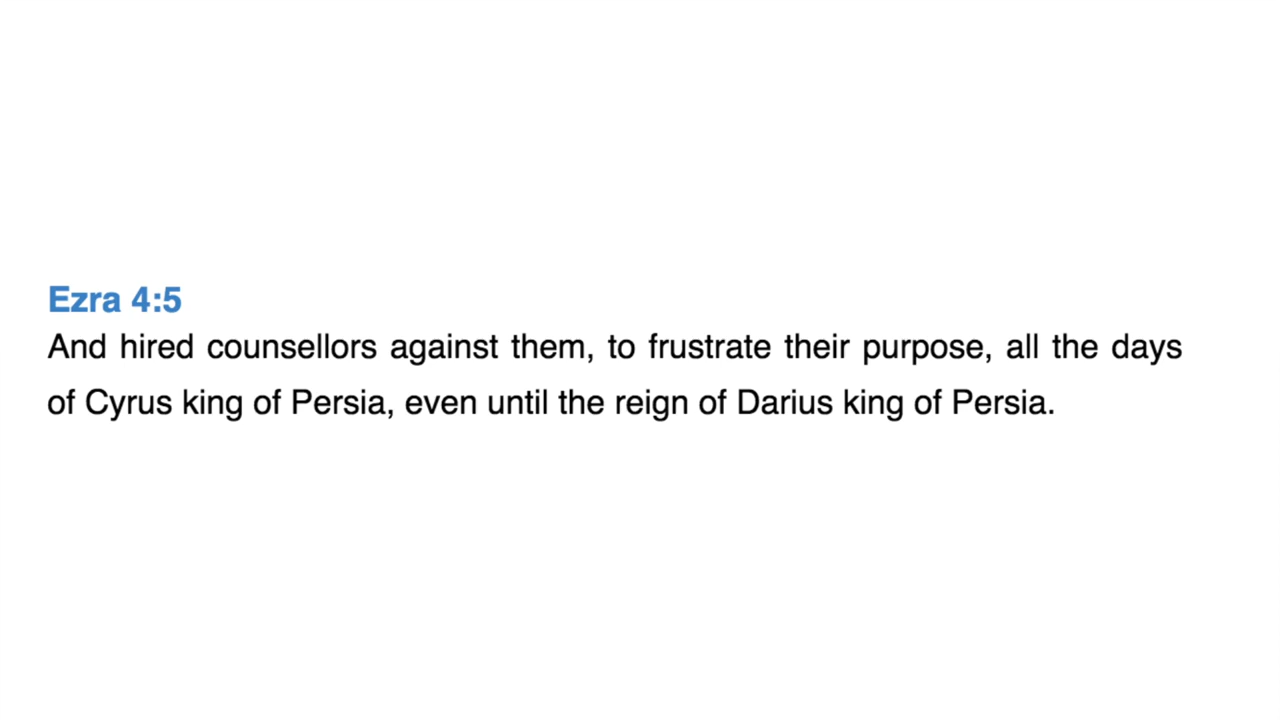 Ezra 4:5
And hired counsellors against them, to frustrate their purpose, all the days
of Cyrus king of Persia, even until the reign of Darius king of Persia.